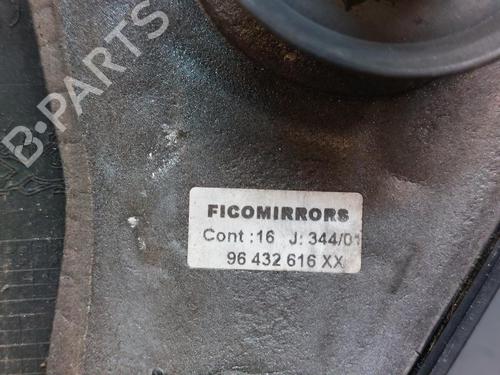 B-PARTS
FICOMIRRORS
Cont :16 J: 344/01
96 432 616 XX